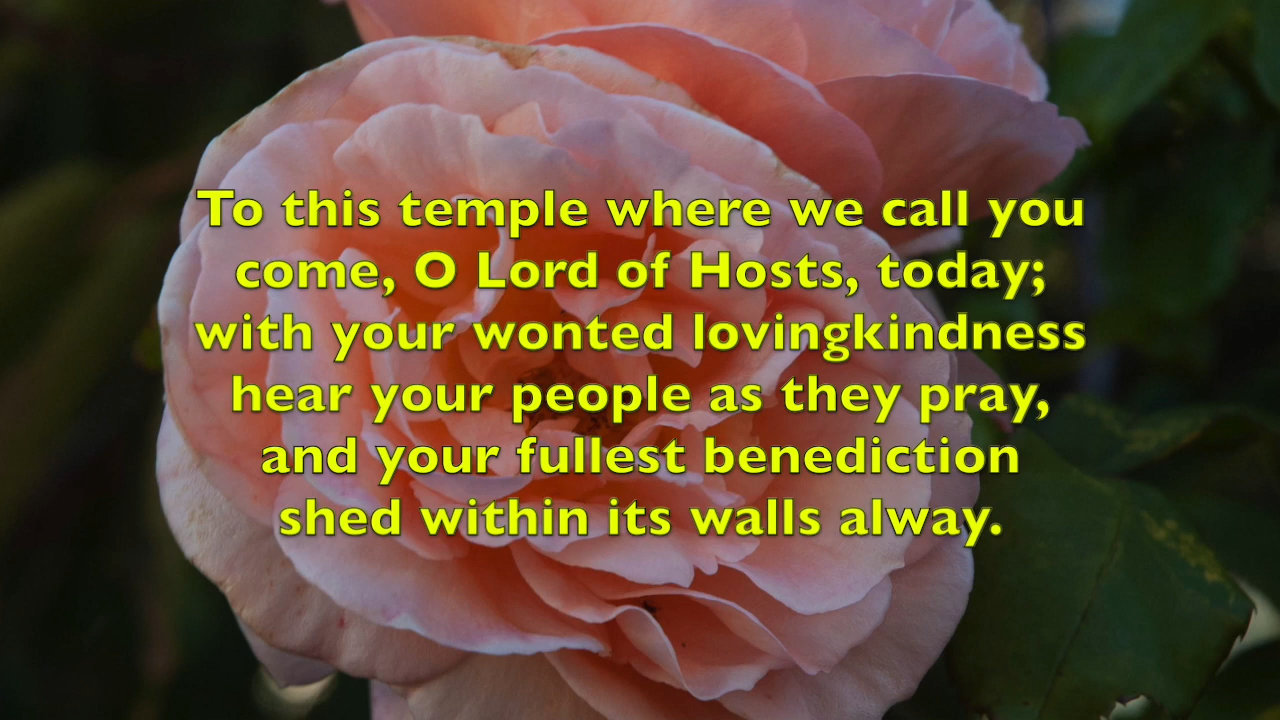 To this temple where we call you
come, O Lord of Hosts, today;
with your wonted lovingkindness
hear your people as they pray,
and your fullest benediction
shed within its walls alway.